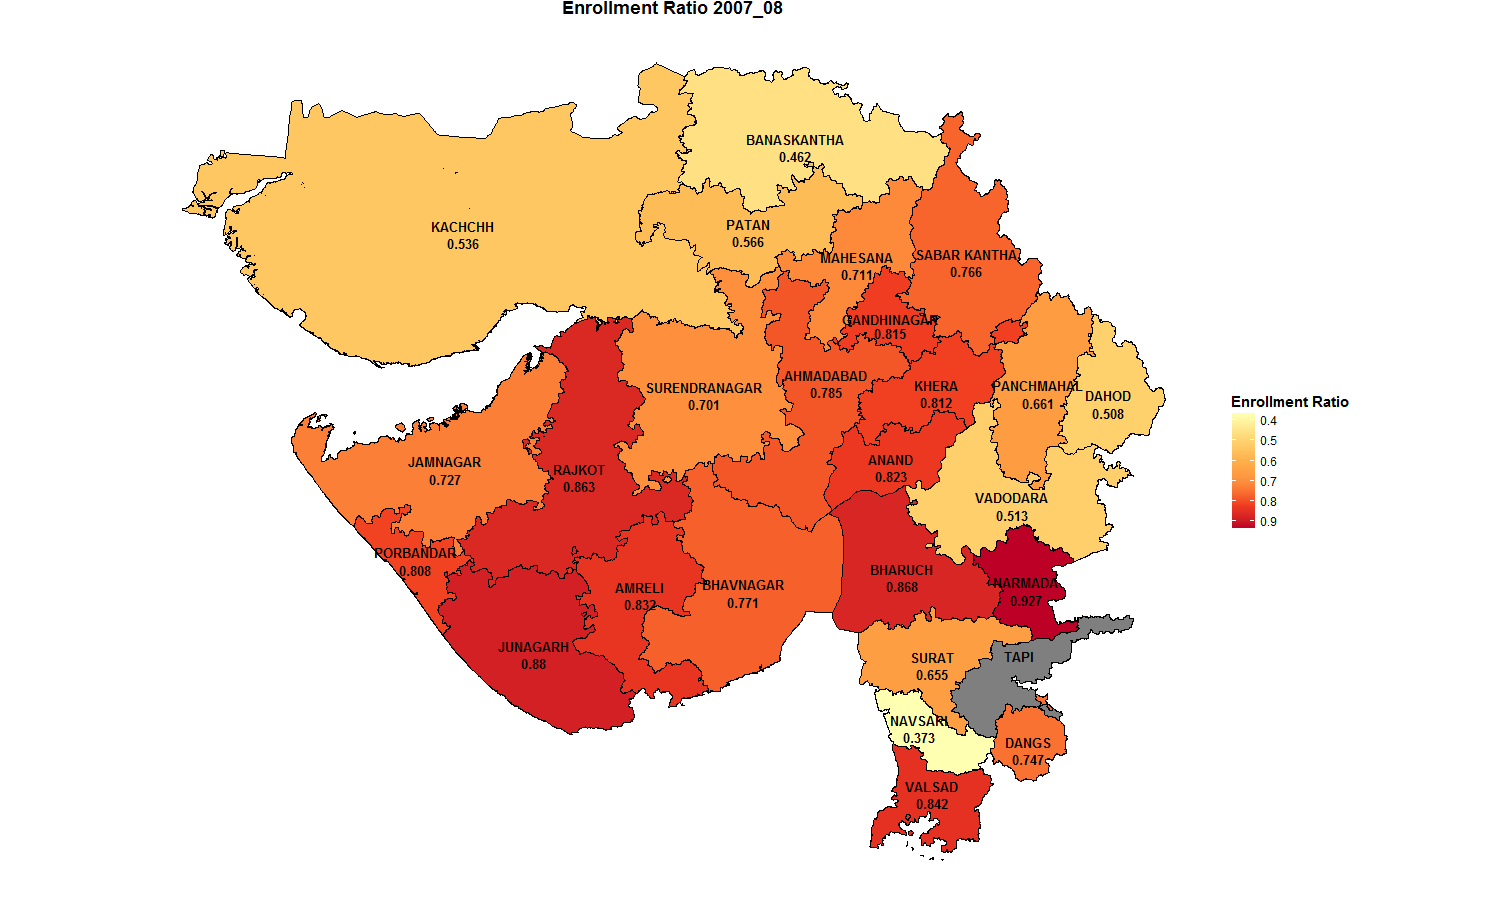 Enrollment Ratio 2007_08
BANASKANTHA
0.462
KACHCHH
0.536
PATAN
0.566
MAHESANA
0.711
SABAR KANTHA
0.766
GANDHINAGAR
0.815
SURENDRANAGAR
0.701
AHMADABAD
0.785
KHERA
0.812
PANCHMAHAL
0.661
DAHOD
0.508
JAMNAGAR
0.727
RAJKOT
0.863
ANAND
0.823
VADODARA
0.513
PORBANDAR
0.808
AMRELI
0.832
BHAVNAGAR
0.771
BHARUCH
0.868
NARMADA
0.927
JUNAGARH
0.88
SURAT
0.655
TAPI
NAVSARI
0.373
DANGS
0.747
VALSAD
0.842
Enrollment Ratio
0.4
0.5
0.6
0.7
0.8
0.9